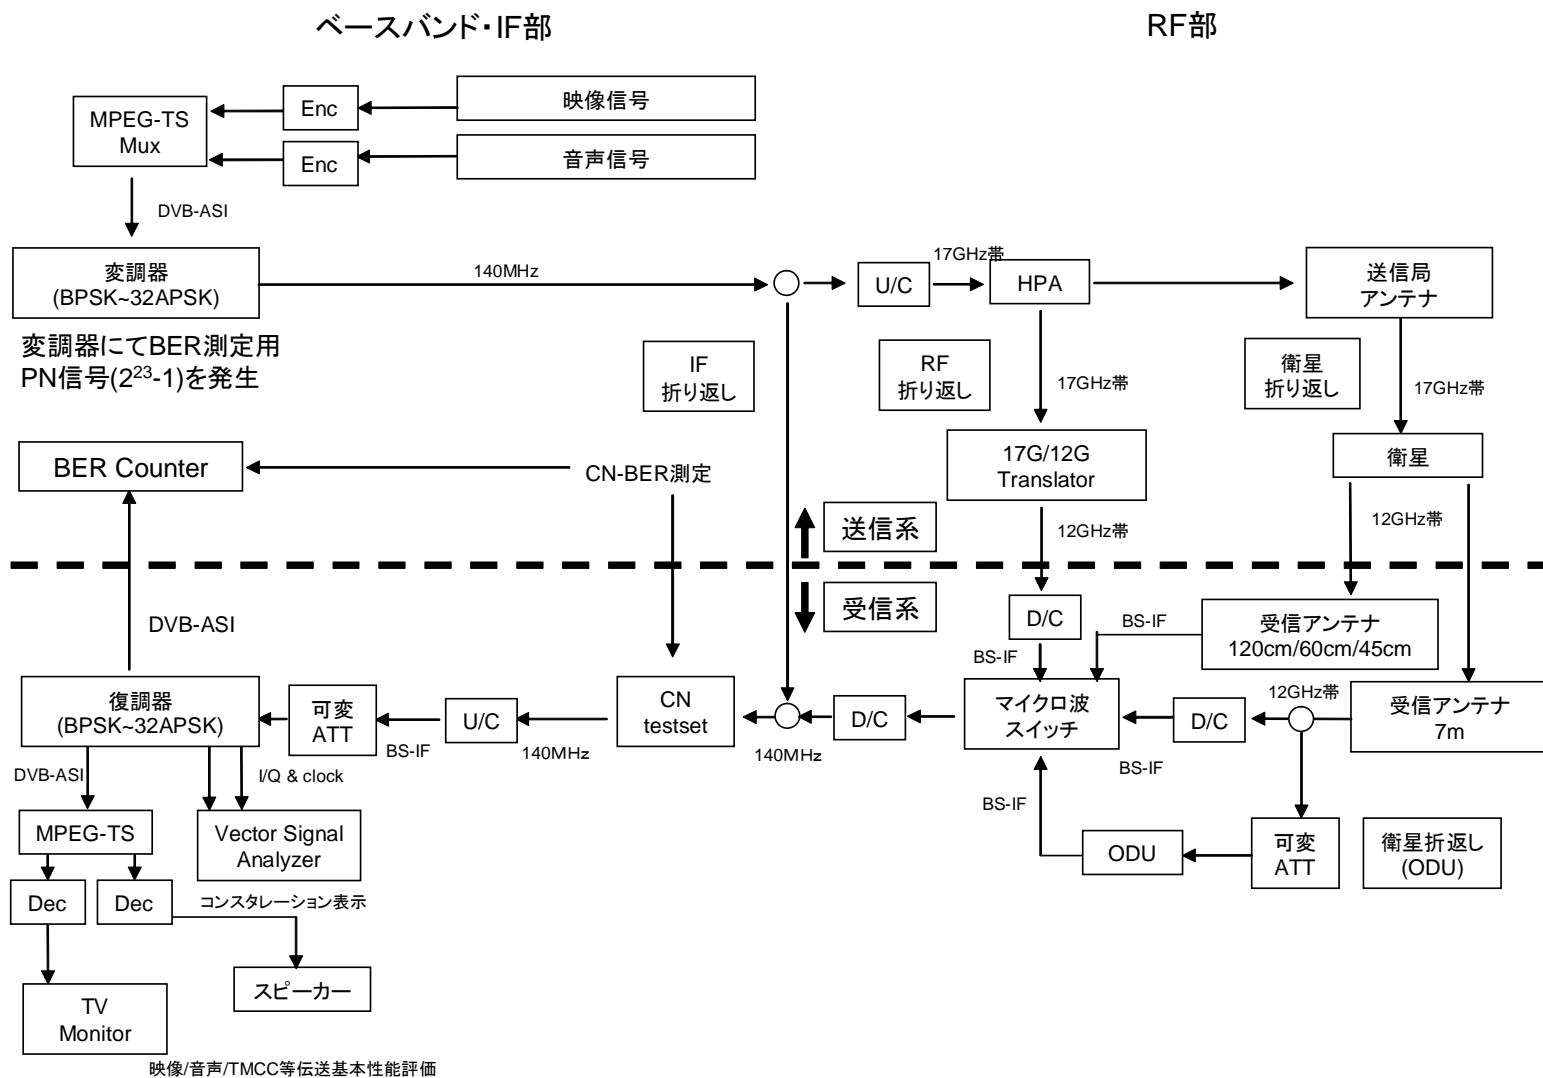 ベースバンド・IF部
RF部
MPEG-TS
Mux
Enc
映像信号
Enc
音声信号
DVB-ASI
変調器
(BPSK~32APSK)
140MHz
U/C
17GHz帯
HPA
送信局
アンテナ
変調器にてBER測定用
PN信号(2²³-1)を発生
IF
折り返し
RF
折り返し
17GHz帯
衛星
折り返し
17GHz帯
BER Counter
CN-BER測定
17G/12G
Translator
衛星
送信系
12GHz帯
12GHz帯
受信系
DVB-ASI
D/C
BS-IF
BS-IF
受信アンテナ
120cm/60cm/45cm
復調器
(BPSK~32APSK)
可変
ATT
BS-IF
U/C
140MHz
CN
testset
140MHz
D/C
マイクロ波
スイッチ
BS-IF
D/C
12GHz帯
受信アンテナ
7m
DVB-ASI
I/Q & clock
BS-IF
MPEG-TS
Vector Signal
Analyzer
ODU
可変
ATT
衛星折返し
(ODU)
Dec
Dec
コンスタレーション表示
スピーカー
TV
Monitor
映像/音声/TMCC等伝送基本性能評価